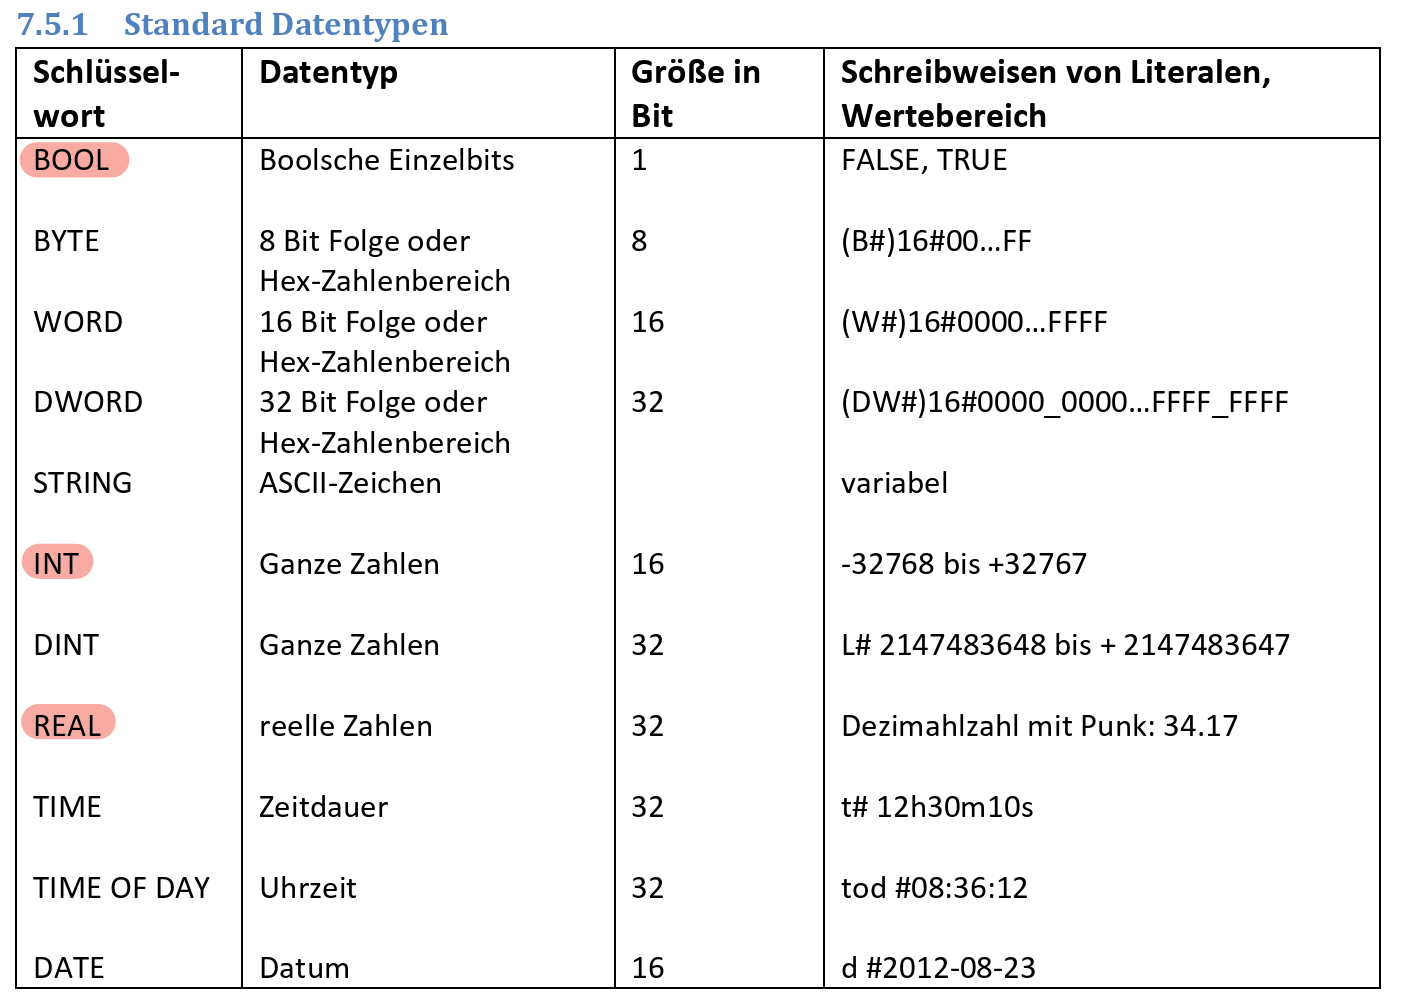 7.5.1 Standard Datentypen
Schlüssel- Datentyp Größe in Schreibweisen von Literalen,
wort Bit Wertebereich
BOOL Boolsche Einzelbits 1 FALSE, TRUE
BYTE 8 Bit Folge oder 8 (B#)16#00...FF
Hex-Zahlenbereich
WORD 16 Bit Folge oder 16 (W#)16#0000...FFFF
Hex-Zahlenbereich
DWORD 32 Bit Folge oder 32 (DW#)16#0000_0000...FFFF_FFFF
Hex-Zahlenbereich
STRING ASCII-Zeichen variabel
INT Ganze Zahlen 16 -32768 bis +32767
DINT Ganze Zahlen 32 L# 2147483648 bis + 2147483647
REAL reelle Zahlen 32 Dezimahlzahl mit Punk: 34.17
TIME Zeitdauer 32 t# 12h30m10s
TIME OF DAY Uhrzeit 32 tod #08:36:12
DATE Datum 16 d #2012-08-23